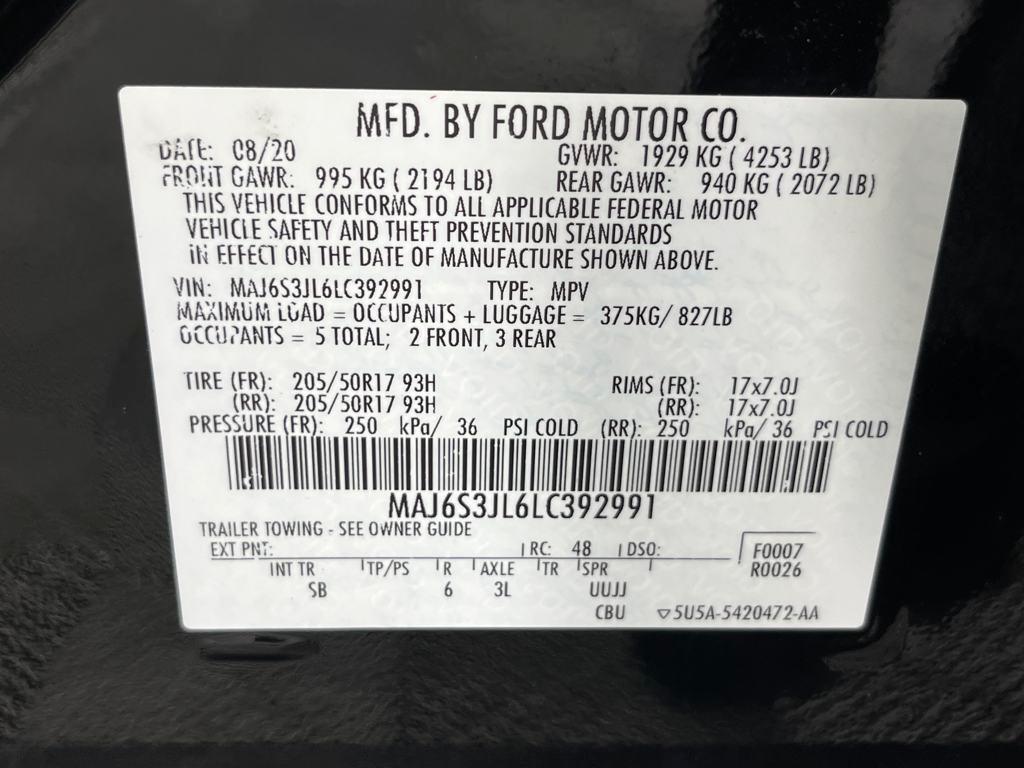 MFD. BY FORD MOTOR CO.
DATE: 08/20 GVWR: 1929 KG ( 4253 LB)
FRONT GAWR: 995 KG ( 2194 LB) REAR GAWR: 940 KG ( 2072 LB)
THIS VEHICLE CONFORMS TO ALL APPLICABLE FEDERAL MOTOR
VEHICLE SAFETY AND THEFT PREVENTION STANDARDS
IN EFFECT ON THE DATE OF MANUFACTURE SHOWN ABOVE.
VIN: MAJ6S3JL6LC392991 TYPE: MPV
MAXIMUM LOAD = OCCUPANTS + LUGGAGE = 375KG/ 827LB
OCCUPANTS = 5 TOTAL; 2 FRONT, 3 REAR
TIRE (FR): 205/50R17 93H RIMS (FR): 17x7.0J
(RR): 205/50R17 93H (RR): 17x7.0J
PRESSURE (FR): 250 kPa/ 36 PSI COLD (RR): 250 kPa/ 36 PSI COLD
MAJ6S3JL6LC392991
TRAILER TOWING - SEE OWNER GUIDE
EXT PNT: RC: 48 DSO: F0007
INT TR TP/PS R AXLE TR SPR R0026
SB 6 3L UUJJ
CBU ▽5U5A-5420472-AA